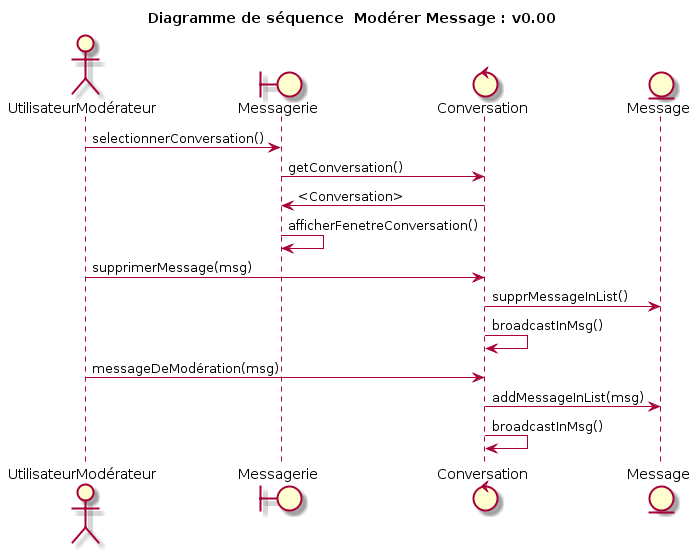 Diagramme de séquence  Modérer Message : v0.00
UtilisateurModérateur Messagerie Conversation Message
selectionnerConversation()
getConversation()
<Conversation>
afficherFenetreConversation()
supprimerMessage(msg)
supprMessageInList()
broadcastInMsg()
messageDeModération(msg)
addMessageInList(msg)
broadcastInMsg()
UtilisateurModérateur Messagerie Conversation Message